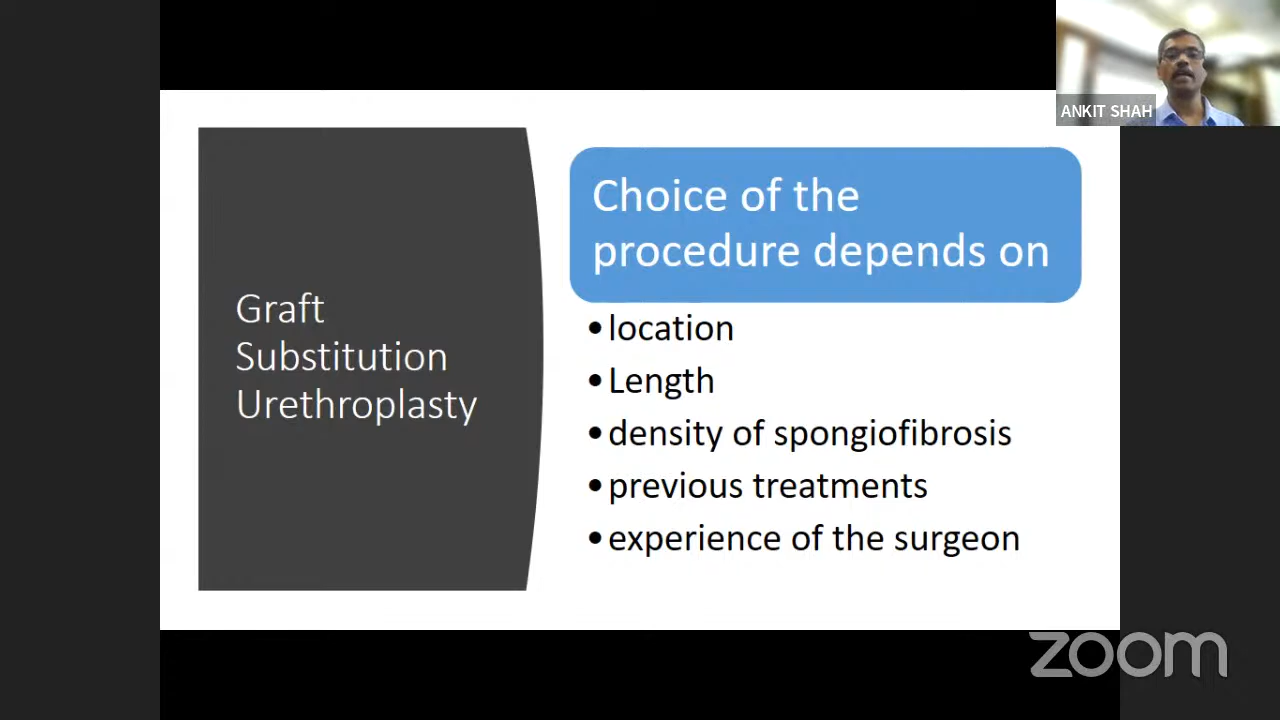 ANKIT SHAH
Graft
Substitution
Urethroplasty
Choice of the
procedure depends on
•location
•Length
•density of spongiofibrosis
•previous treatments
•experience of the surgeon
zoom